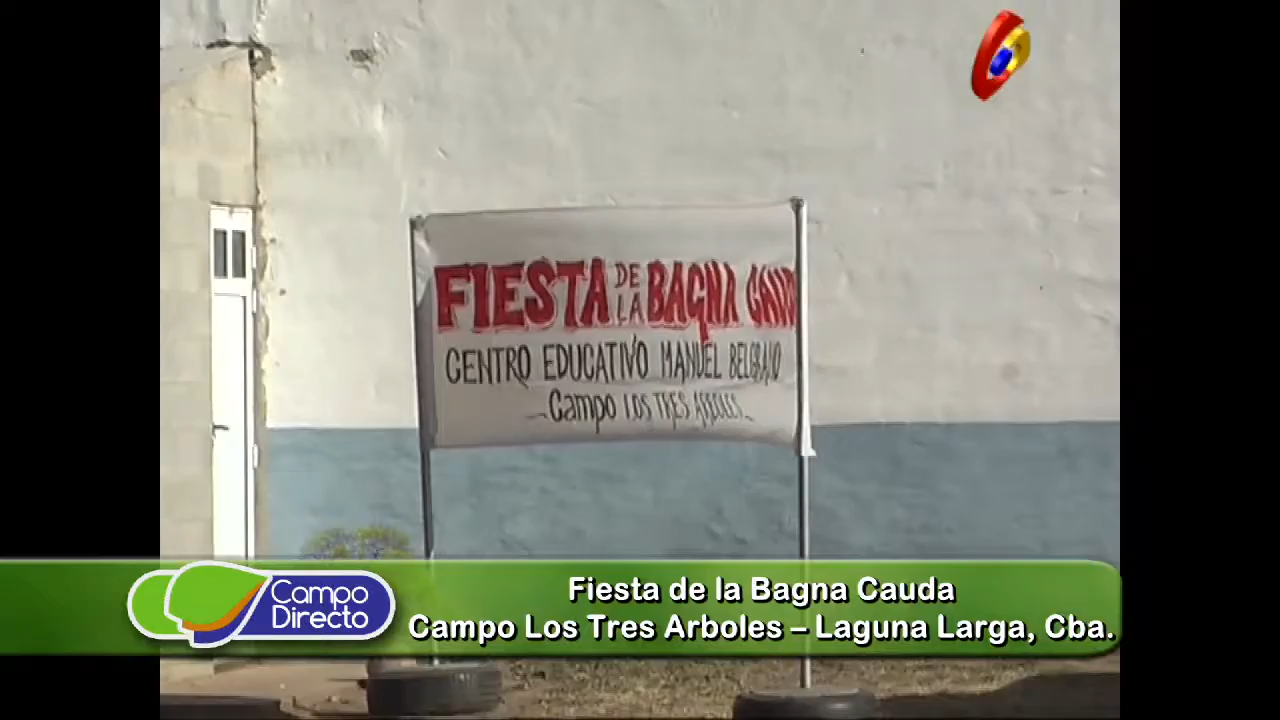 FIESTA DE LA BAGNA CAUD
CENTRO EDUCATIVO MANUEL BELGRANO
Campo LOS TRES ARBOLES
Campo
Directo
Fiesta de la Bagna Cauda
Campo Los Tres Arboles – Laguna Larga, Cba.